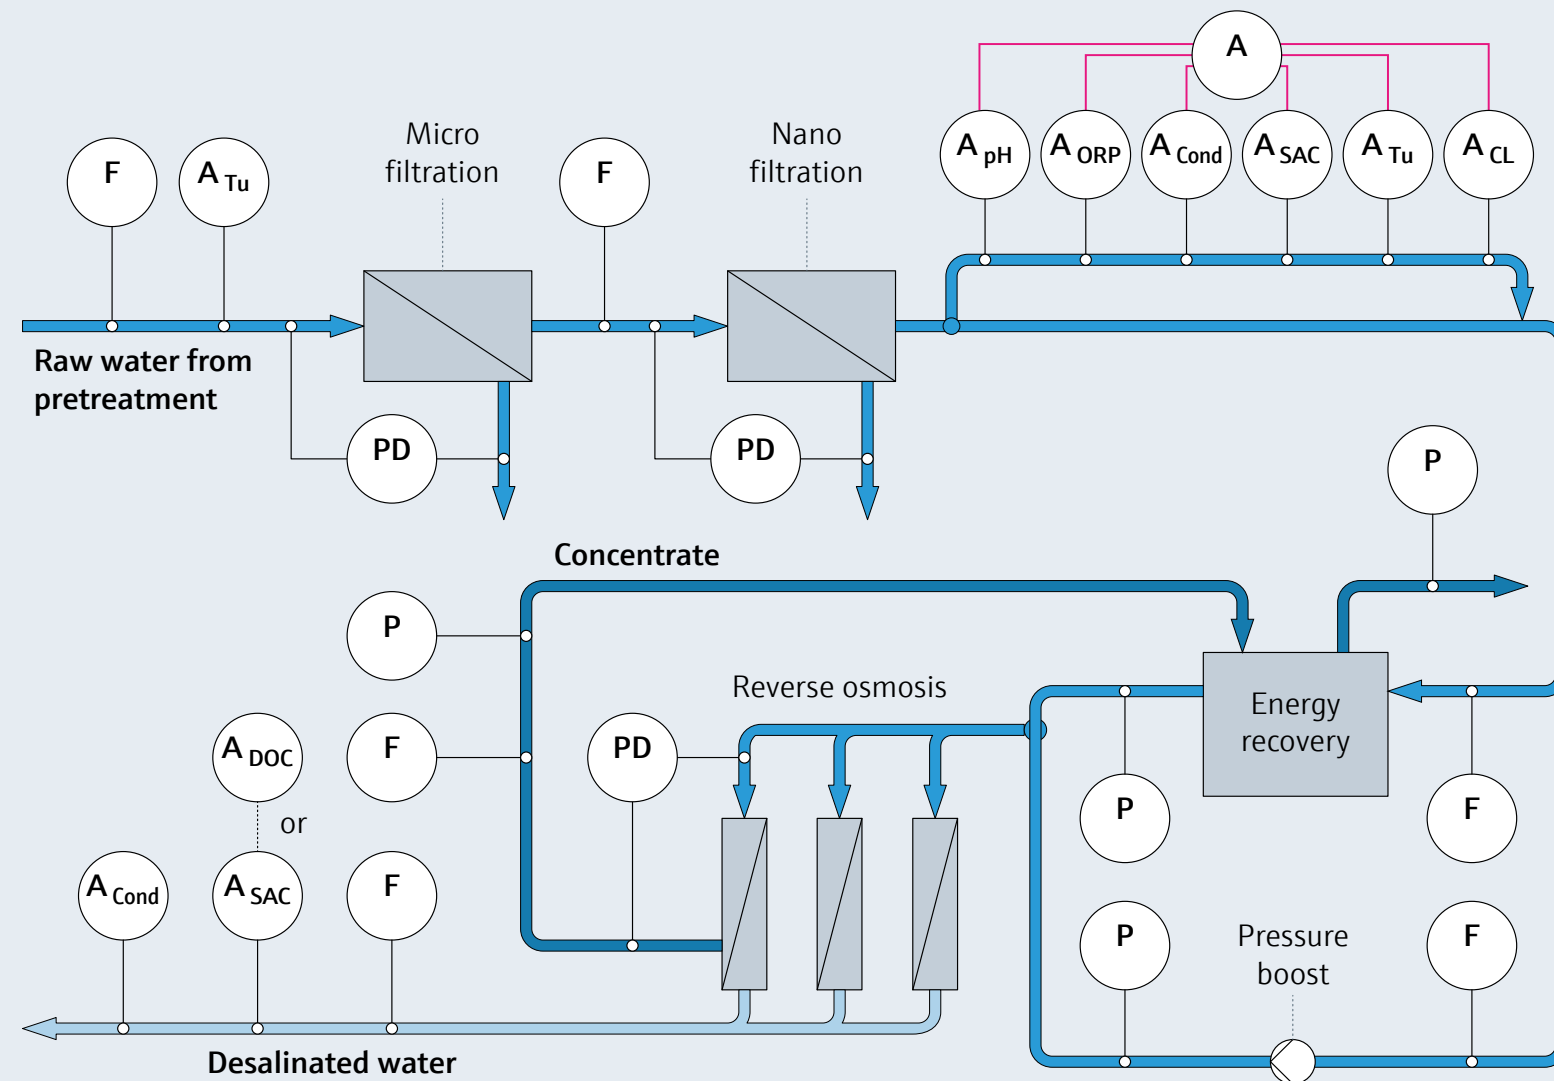 A
Micro
filtration
Nano
filtration
A pH
A ORP
A Cond
A SAC
A Tu
A CL
F
A Tu
F
Raw water from
pretreatment
PD
PD
P
Concentrate
P
Reverse osmosis
Energy
recovery
A DOC
F
PD
P
F
or
A Cond
A SAC
F
P
Pressure
boost
F
Desalinated water